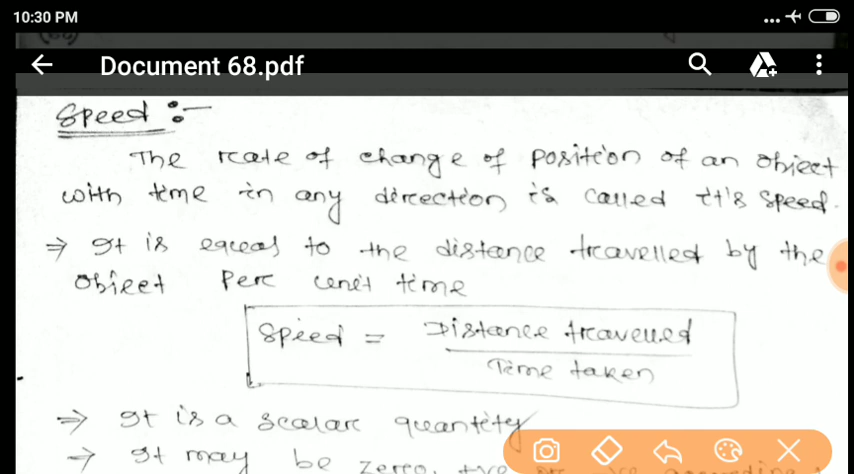 10:30 PM
Document 68.pdf
Speed :-
The rate of change of position of an object
with time in any direction is called it's speed.
⇒ It is equal to the distance travelled by the
object per unit time
Speed = Distance travelled
Time taken
⇒ It is a scalar quantity
→ It may be zero, +ve or